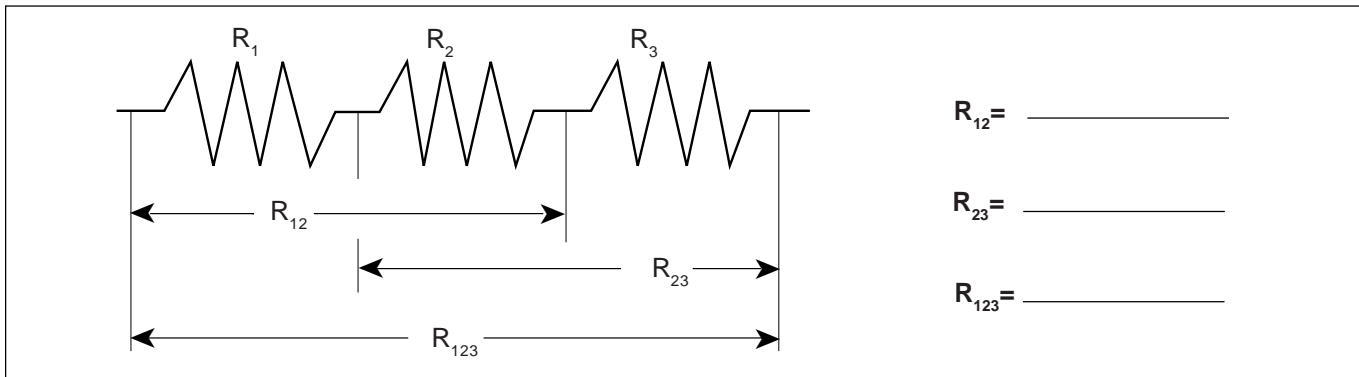 R₁ R₂ R₃
R₁₂=
R₁₂
R₂₃=
R₂₃
R₁₂₃=
R₁₂₃